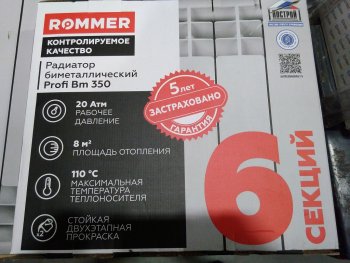 ROMMER
КОНТРОЛИРУЕМОЕ
КАЧЕСТВО
Радиатор
биметаллический
Profi Bm 350
20 Атм
РАБОЧЕЕ
ДАВЛЕНИЕ
8 м²
ПЛОЩАДЬ ОТОПЛЕНИЯ
110 °C
МАКСИМАЛЬНАЯ
ТЕМПЕРАТУРА
ТЕПЛОНОСИТЕЛЯ
СТОЙКАЯ
ДВУХЭТАПНАЯ
ПРОКРАСКА
5 лет
ЗАСТРАХОВАНО
ГАРАНТИЯ
6
СЕКЦИЙ